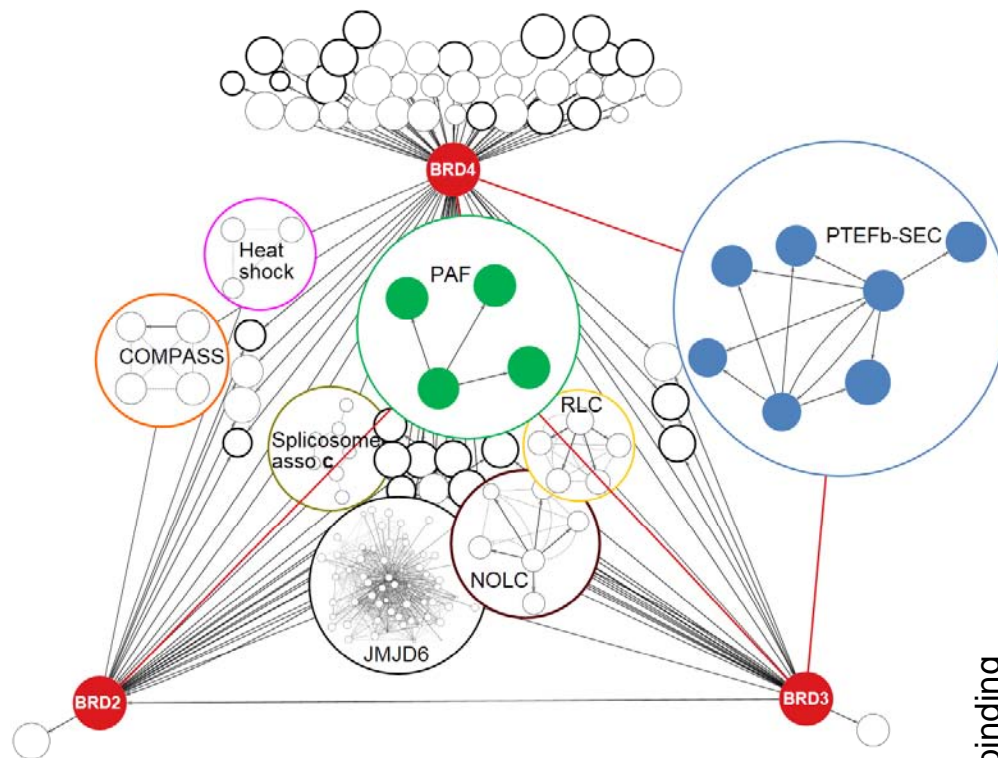 BRD4
Heat
shock
PAF
PTEFb-SEC
COMPASS
RLC
Splicosome
asso c
NOLC
JMJD6
BRD2
BRD3
binding